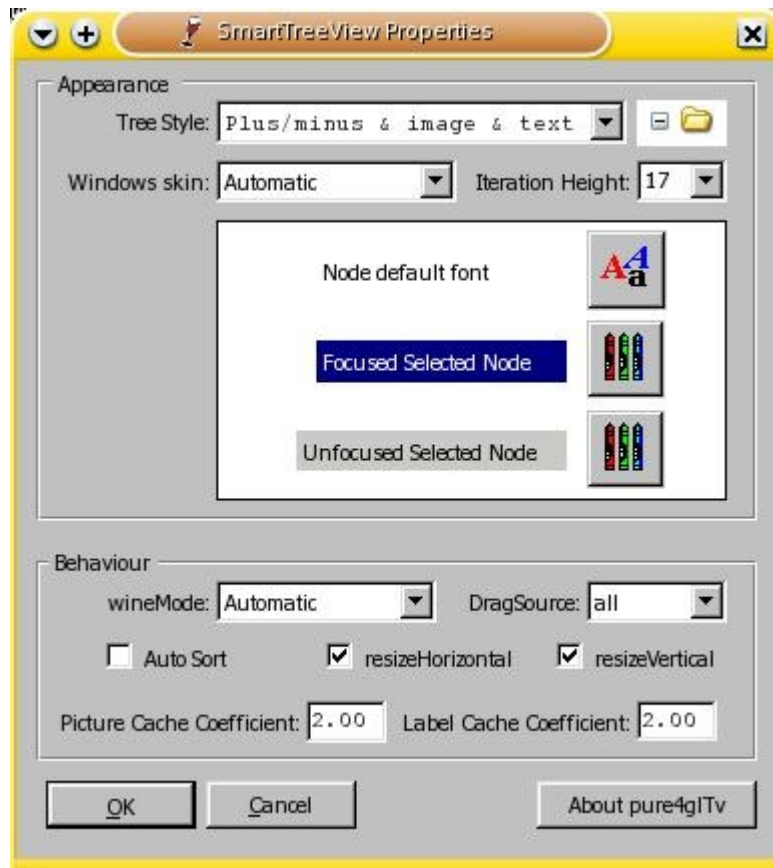 SmartTreeView Properties
Appearance
Tree Style: Plus/minus & image & text
Windows skin: Automatic Iteration Height: 17
Node default font
Focused Selected Node
Unfocused Selected Node
Behaviour
wineMode: Automatic DragSource: all
Auto Sort resizeHorizontal resizeVertical
Picture Cache Coefficient: 2.00 Label Cache Coefficient: 2.00
OK Cancel About pure4glTv